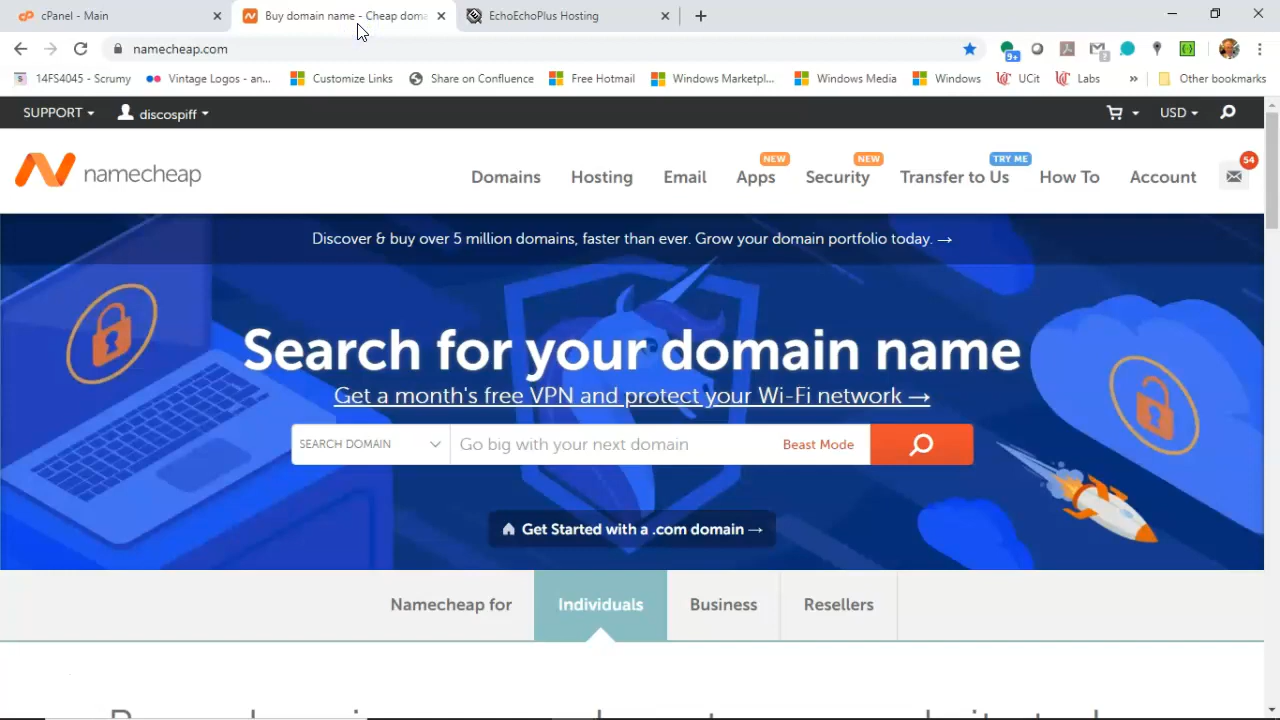 cPanel - Main
Buy domain name - Cheap doma
EchoEchoPlus Hosting
namecheap.com
9+
?
14FS4045 - Scrumy
Vintage Logos - an...
Customize Links
Share on Confluence
Free Hotmail
Windows Marketpl...
Windows Media
Windows
UCit
Labs
»
Other bookmarks
SUPPORT
discospiff
USD
namecheap
Domains
Hosting
Email
NEW
Apps
NEW
Security
TRY ME
Transfer to Us
How To
Account
54
Discover & buy over 5 million domains, faster than ever. Grow your domain portfolio today. →
Search for your domain name
Get a month's free VPN and protect your Wi-Fi network →
SEARCH DOMAIN
Go big with your next domain
Beast Mode
Get Started with a .com domain →
Namecheap for
Individuals
Business
Resellers